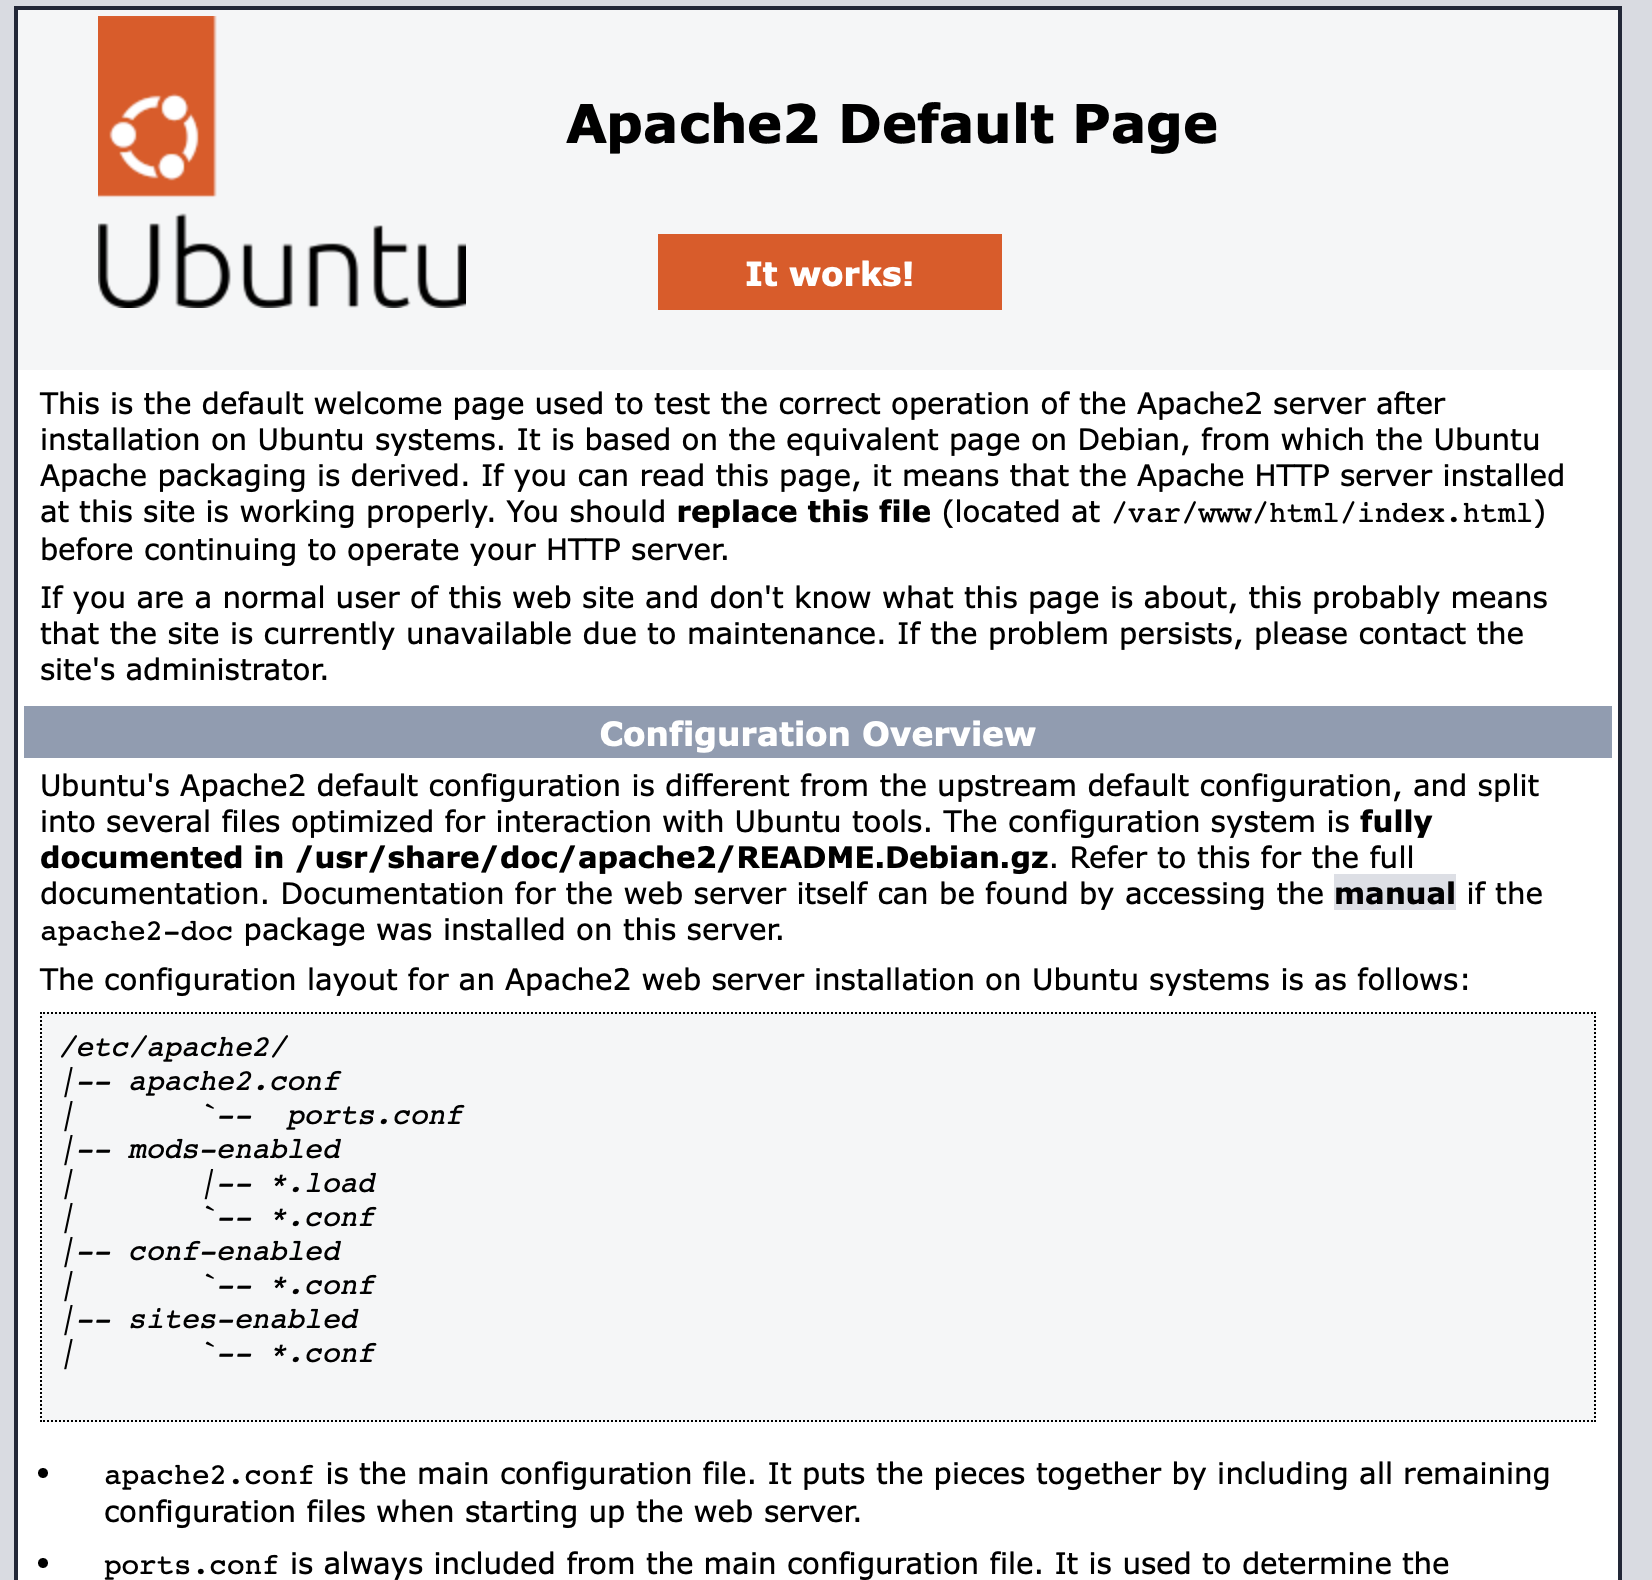 Ubuntu
Apache2 Default Page
It works!
This is the default welcome page used to test the correct operation of the Apache2 server after
installation on Ubuntu systems. It is based on the equivalent page on Debian, from which the Ubuntu
Apache packaging is derived. If you can read this page, it means that the Apache HTTP server installed
at this site is working properly. You should replace this file (located at /var/www/html/index.html)
before continuing to operate your HTTP server.
If you are a normal user of this web site and don't know what this page is about, this probably means
that the site is currently unavailable due to maintenance. If the problem persists, please contact the
site's administrator.
Configuration Overview
Ubuntu's Apache2 default configuration is different from the upstream default configuration, and split
into several files optimized for interaction with Ubuntu tools. The configuration system is fully
documented in /usr/share/doc/apache2/README.Debian.gz. Refer to this for the full
documentation. Documentation for the web server itself can be found by accessing the manual if the
apache2-doc package was installed on this server.
The configuration layout for an Apache2 web server installation on Ubuntu systems is as follows:
/etc/apache2/
|-- apache2.conf
|       `--  ports.conf
|-- mods-enabled
|       |-- *.load
|       `-- *.conf
|-- conf-enabled
|       `-- *.conf
|-- sites-enabled
|       `-- *.conf
• apache2.conf is the main configuration file. It puts the pieces together by including all remaining
configuration files when starting up the web server.
• ports.conf is always included from the main configuration file. It is used to determine the